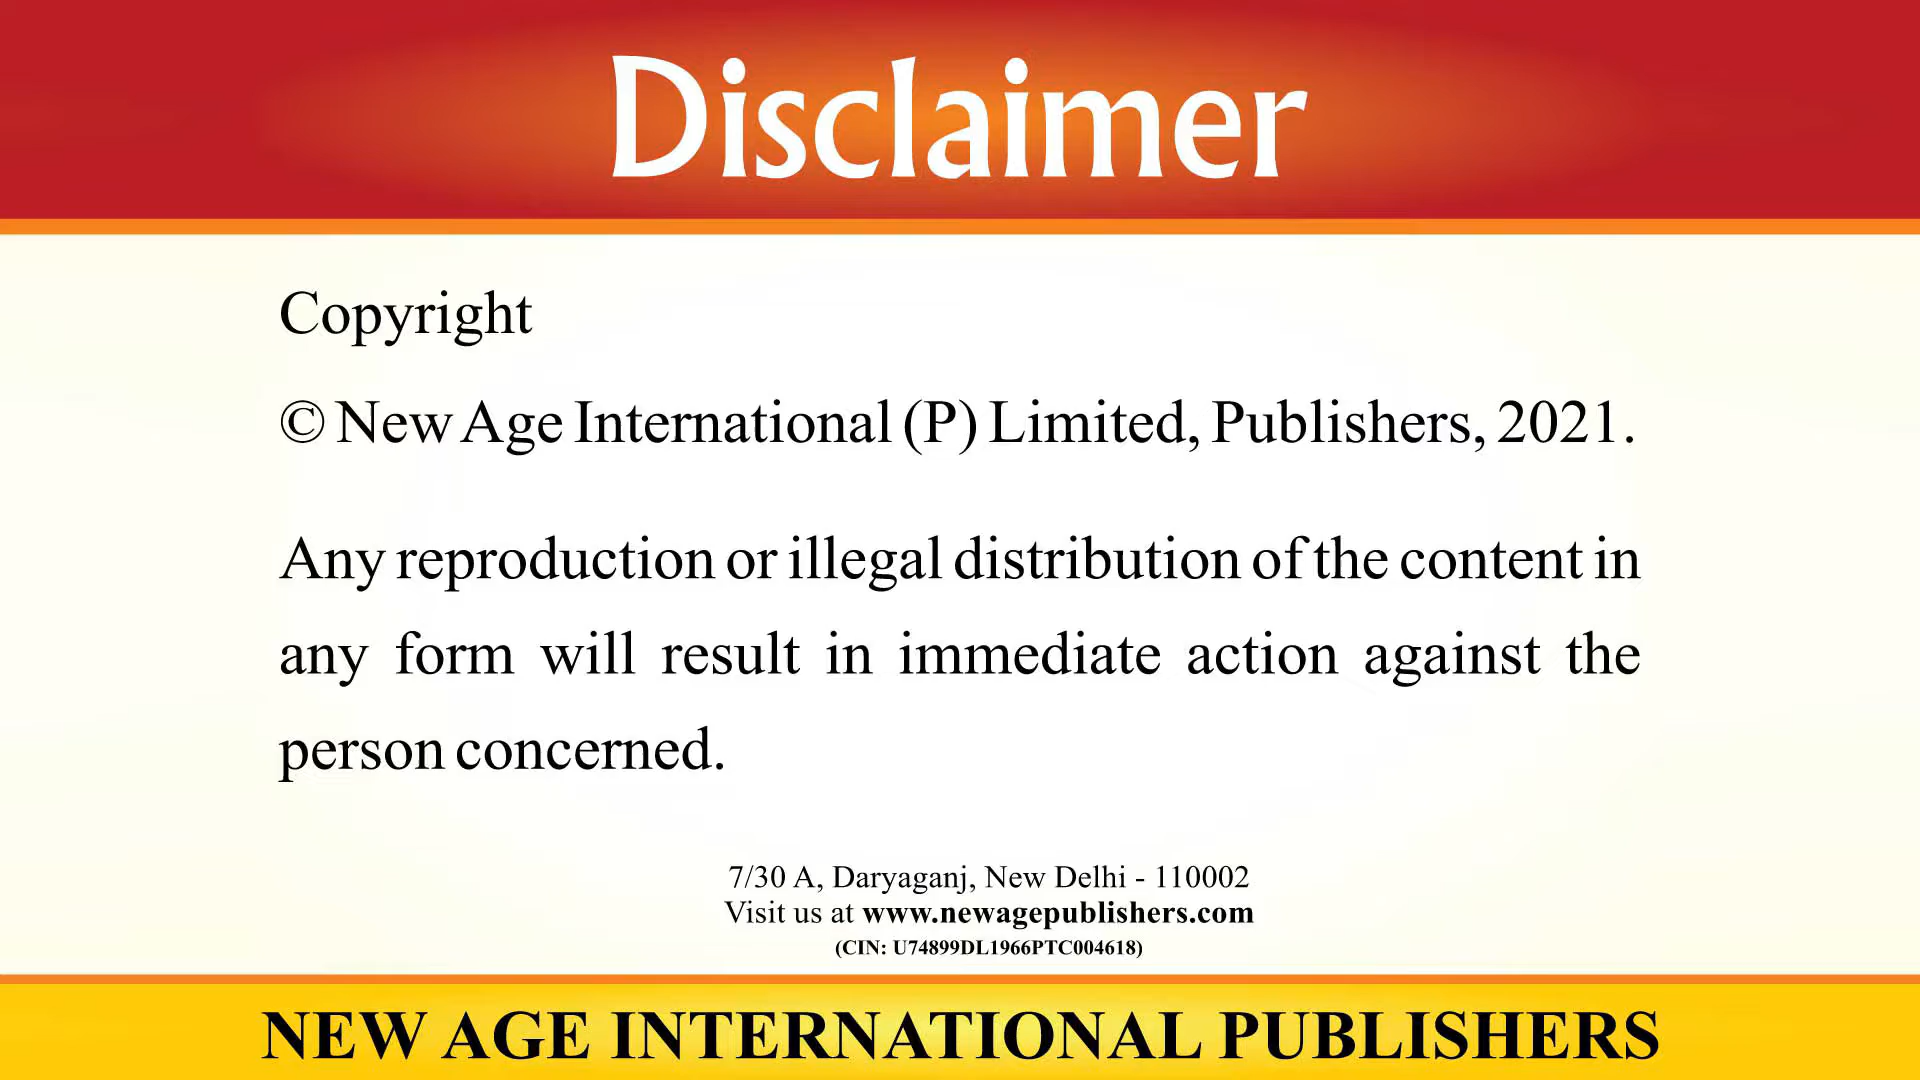 Disclaimer
Copyright
© New Age International (P) Limited, Publishers, 2021.
Any reproduction or illegal distribution of the content in
any form will result in immediate action against the
person concerned.
7/30 A, Daryaganj, New Delhi - 110002
Visit us at www.newagepublishers.com
(CIN: U74899DL1966PTC004618)
NEW AGE INTERNATIONAL PUBLISHERS